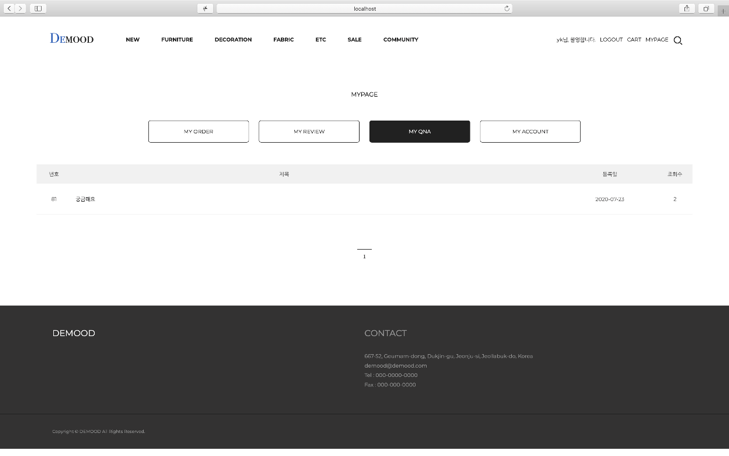 localhost
DEMOOD NEW FURNITURE DECORATION FABRIC ETC SALE COMMUNITY yk님, 환영합니다. LOGOUT CART MYPAGE
MYPAGE
MY ORDER MY REVIEW MY QNA MY ACCOUNT
번호 제목 등록일 조회수
궁금해요 2020-07-23 2
1
DEMOOD CONTACT
667-52, Geumam-dong, Dukjin-gu, Jeonju-si, Jeollabuk-do, Korea
demood@demood.com
Tel : 000-0000-0000
Fax : 000-000-0000
Copyright © DEMOOD All Rights Reserved.